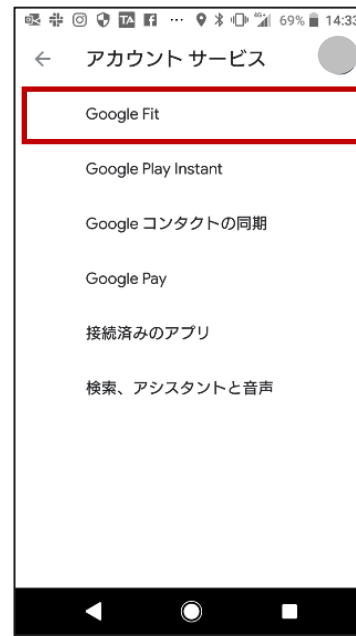 69% 14:33
アカウント サービス
Google Fit
Google Play Instant
Google コンタクトの同期
Google Pay
接続済みのアプリ
検索、アシスタントと音声